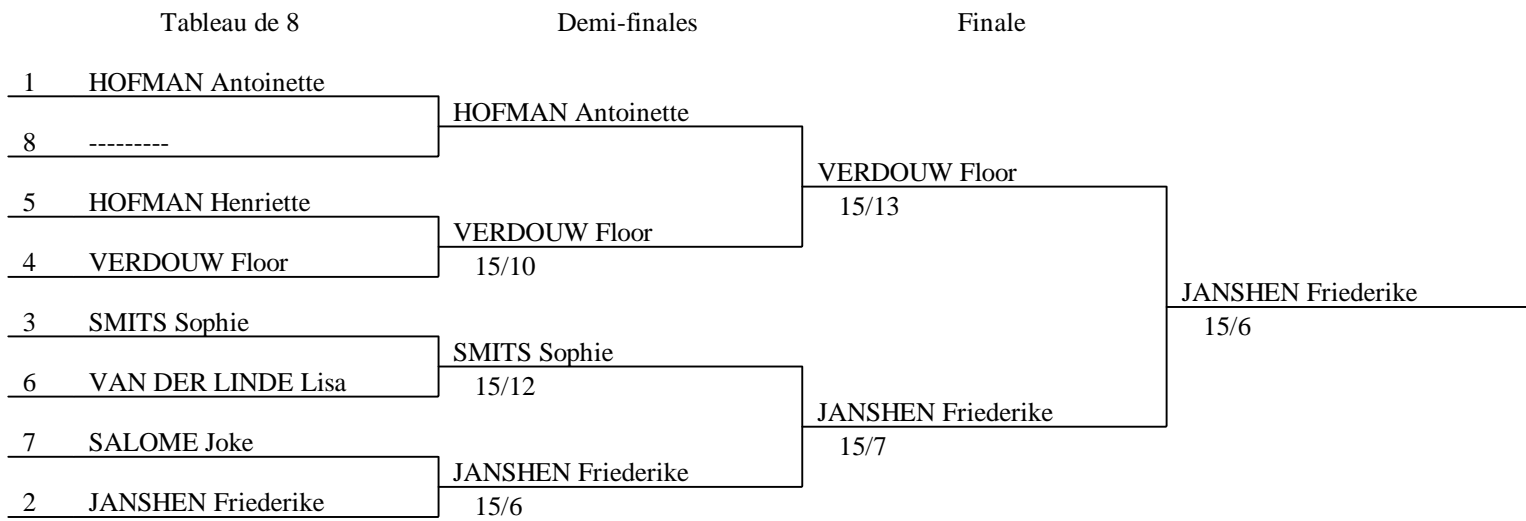 Tableau de 8 Demi-finales Finale
1 HOFMAN Antoinette
HOFMAN Antoinette
8 ---------
VERDOUW Floor
5 HOFMAN Henriette
15/13
VERDOUW Floor
4 VERDOUW Floor
15/10
JANSHEN Friederike
3 SMITS Sophie
15/6
SMITS Sophie
6 VAN DER LINDE Lisa
15/12
JANSHEN Friederike
7 SALOME Joke
15/7
JANSHEN Friederike
2 JANSHEN Friederike
15/6